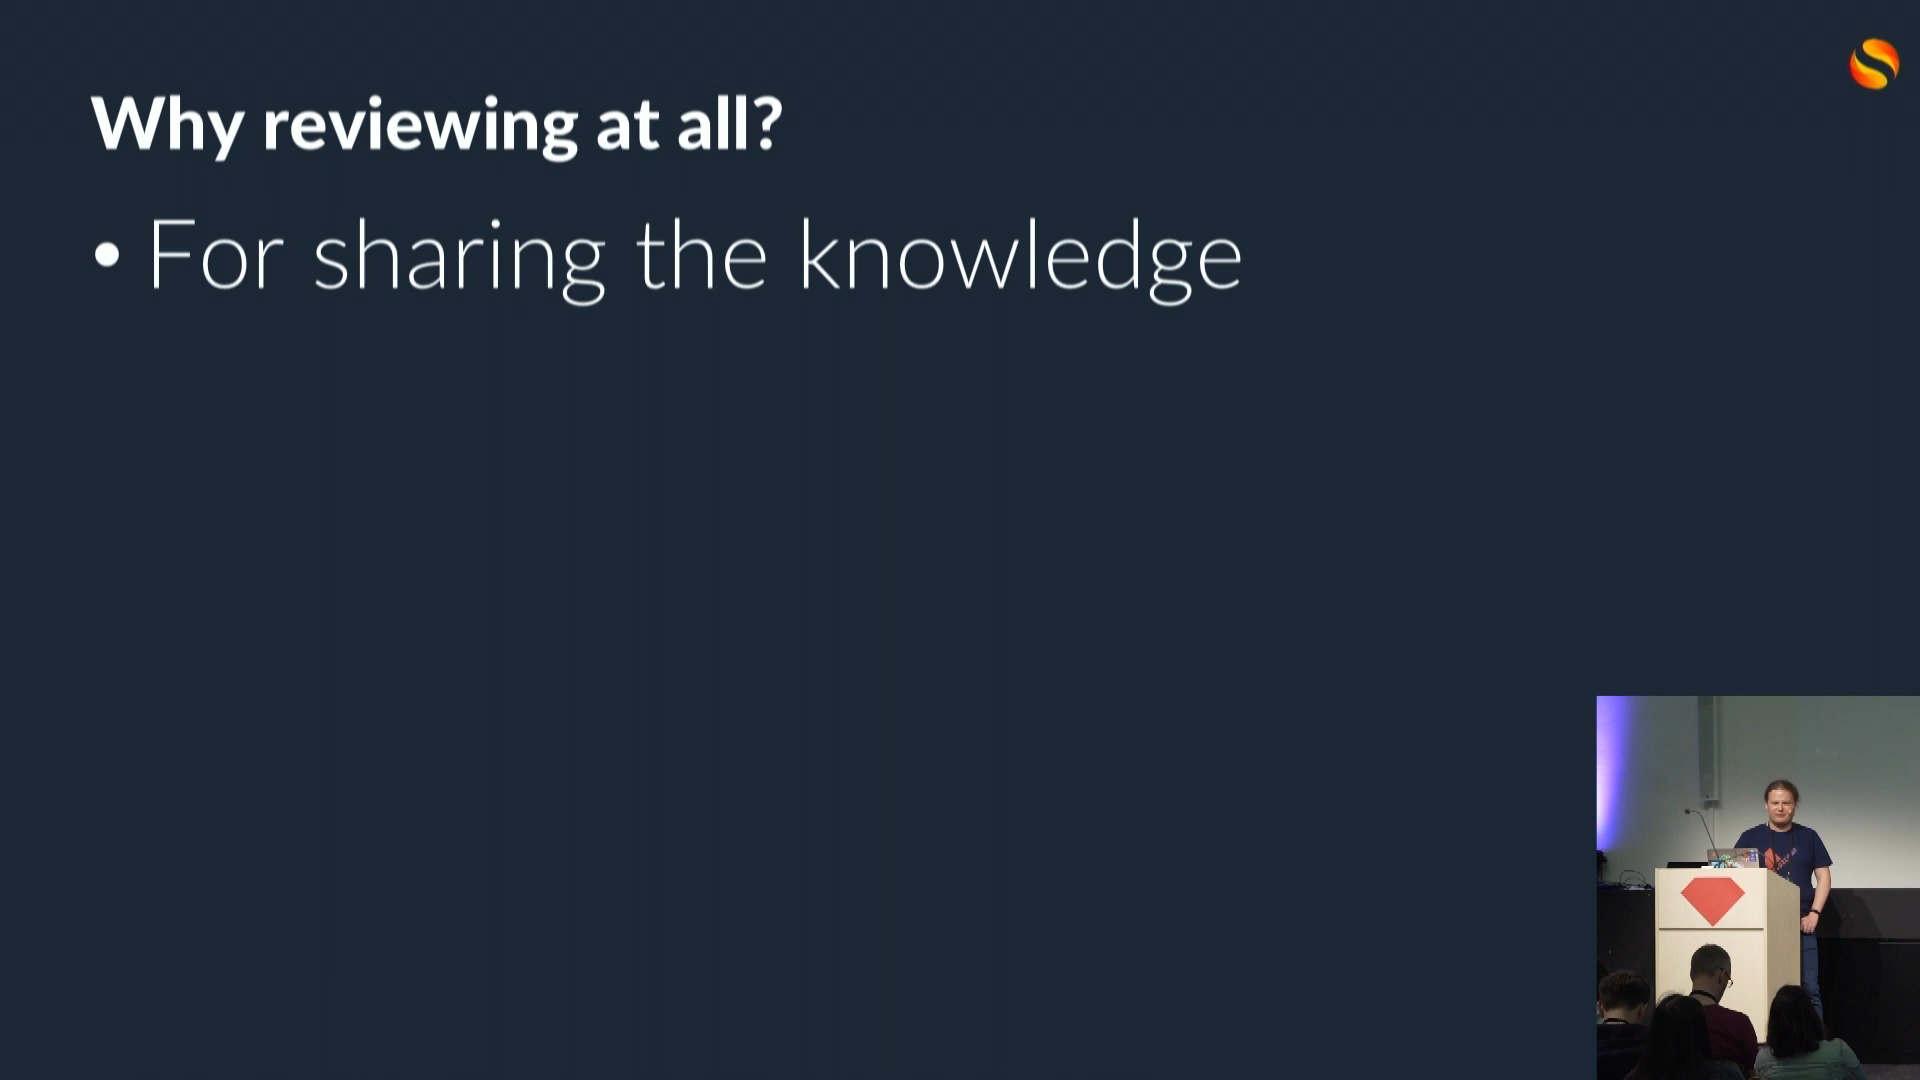 Why reviewing at all?
• For sharing the knowledge